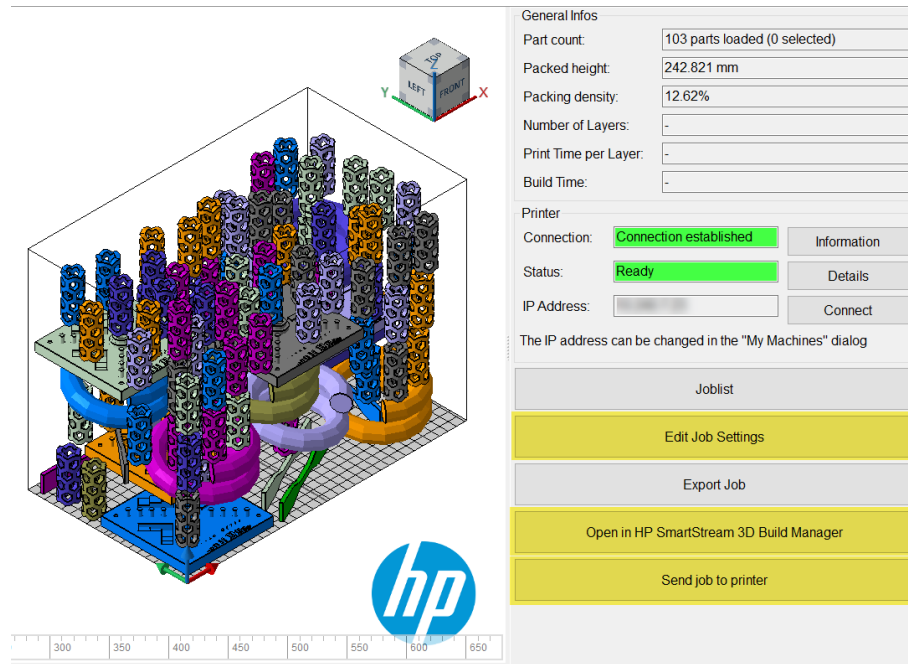 General Infos
Part count: 103 parts loaded (0 selected)
Packed height: 242.821 mm
Packing density: 12.62%
Number of Layers: -
Print Time per Layer: -
Build Time: -
Printer
Connection: Connection established Information
Status: Ready Details
IP Address: Connect
The IP address can be changed in the "My Machines" dialog
Joblist
Edit Job Settings
Export Job
Open in HP SmartStream 3D Build Manager
Send job to printer
TOP
Z
LEFT FRONT
Y X
hp
300 350 400 450 500 550 600 650